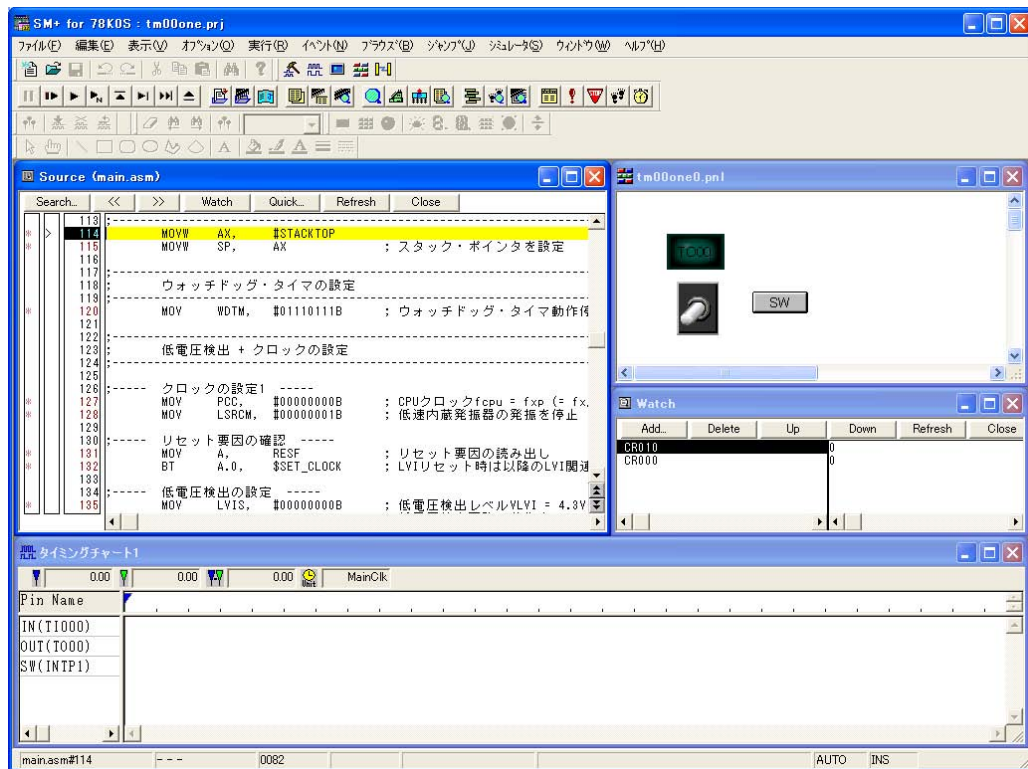 SM+ for 78K0S : tm00one.prj
ファイル(F) 編集(E) 表示(V) オプション(O) 実行(R) イベント(N) ブラウズ(B) ジャンプ(J) シミュレータ(S) ウィンドウ(W) ヘルプ(H)
Source (main.asm)
Search... << >> Watch Quick... Refresh Close
113 ;----------------------------------------------------------------
114 MOVW AX, #STACKTOP
115 MOVW SP, AX ; スタック・ポインタを設定
116
117 ;----------------------------------------------------------------
118 ; ウォッチドッグ・タイマの設定
119 ;----------------------------------------------------------------
120 MOV WDTM, #01110111B ; ウォッチドッグ・タイマ動作停
121
122 ;----------------------------------------------------------------
123 ; 低電圧検出 + クロックの設定
124 ;----------------------------------------------------------------
125
126 ;----- クロックの設定1 -----
127 MOV PCC, #00000000B ; CPUクロックfcpu = fxp (= fx
128 MOV LSRCM, #00000001B ; 低速内蔵発振器の発振を停止
129
130 ;----- リセット要因の確認 -----
131 MOV A, RESF ; リセット要因の読み出し
132 BT A.0, $SET_CLOCK ; LVIリセット時は以降のLVI関連
133
134 ;----- 低電圧検出の設定 -----
135 MOV LVIS, #00000000B ; 低電圧検出レベルVLVI = 4.3V
tm00one0.pnl
TO00
SW
Watch
Add... Delete Up Down Refresh Close
CR010 0
CR000 0
タイミングチャート1
0.00 0.00 0.00 MainClk
Pin Name
IN(TI000)
OUT(TO00)
SW(INTP1)
main.asm#114 --- 0082 AUTO INS